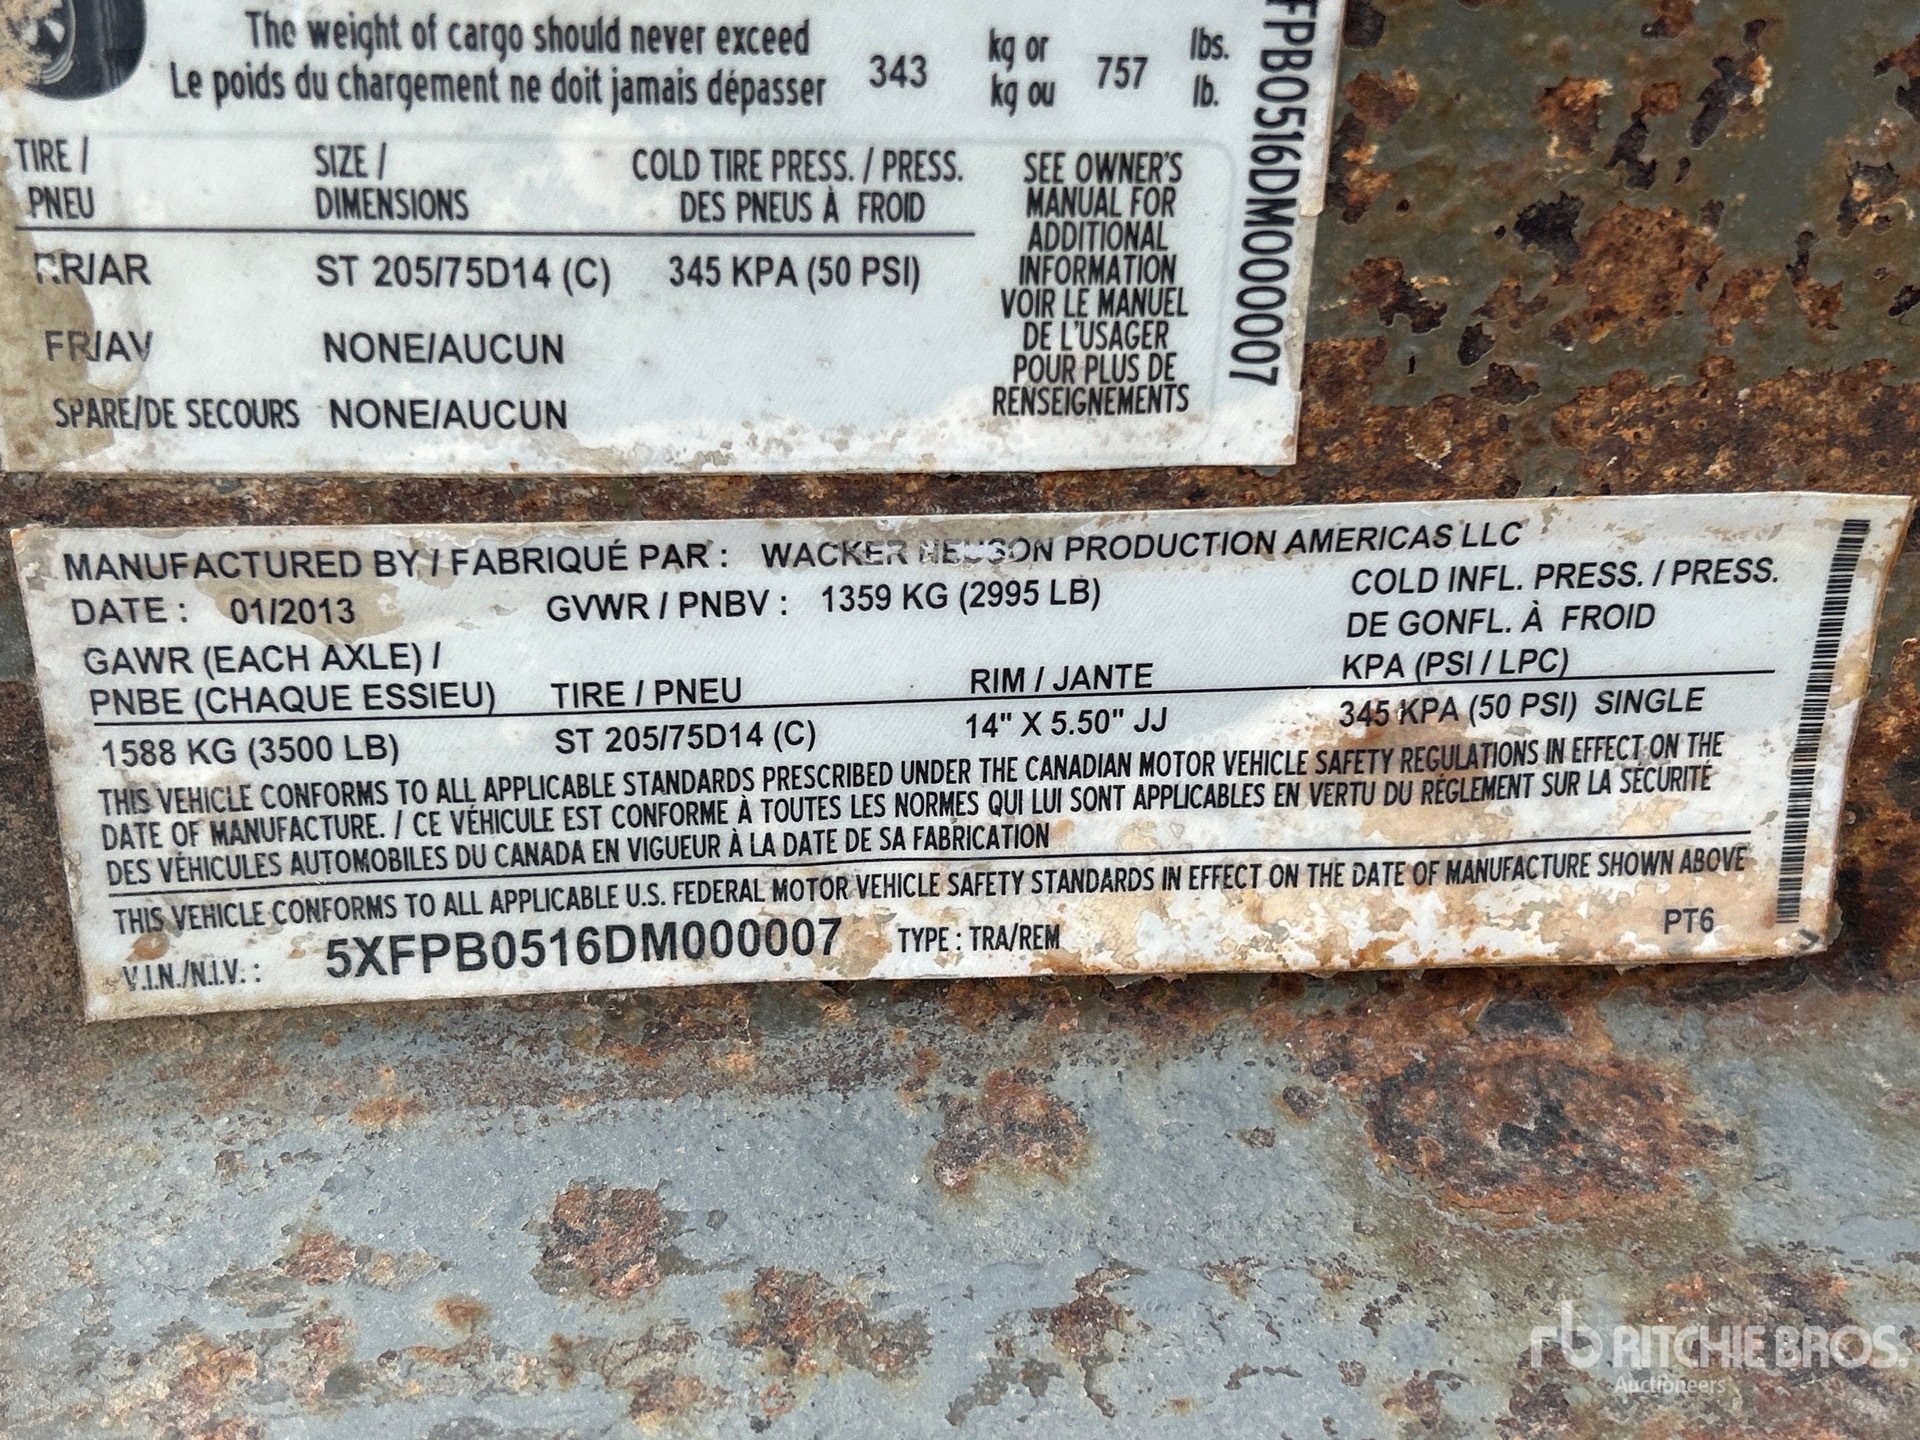 The weight of cargo should never exceed 343 kg or 757 lbs.
Le poids du chargement ne doit jamais dépasser kg ou lb.
TIRE / SIZE / COLD TIRE PRESS. / PRESS.
PNEU DIMENSIONS DES PNEUS À FROID
RR/AR ST 205/75D14 (C) 345 KPA (50 PSI)
FR/AV NONE/AUCUN
SPARE/DE SECOURS NONE/AUCUN
SEE OWNER'S
MANUAL FOR
ADDITIONAL
INFORMATION
VOIR LE MANUEL
DE L'USAGER
POUR PLUS DE
RENSEIGNEMENTS
FPB0516DM000007
MANUFACTURED BY / FABRIQUÉ PAR : WACKER NEUSON PRODUCTION AMERICAS LLC
DATE : 01/2013 GVWR / PNBV : 1359 KG (2995 LB)
COLD INFL. PRESS. / PRESS.
DE GONFL. À FROID
KPA (PSI / LPC)
GAWR (EACH AXLE) /
PNBE (CHAQUE ESSIEU) TIRE / PNEU RIM / JANTE
1588 KG (3500 LB) ST 205/75D14 (C) 14" X 5.50" JJ 345 KPA (50 PSI) SINGLE
THIS VEHICLE CONFORMS TO ALL APPLICABLE STANDARDS PRESCRIBED UNDER THE CANADIAN MOTOR VEHICLE SAFETY REGULATIONS IN EFFECT ON THE
DATE OF MANUFACTURE. / CE VÉHICULE EST CONFORME À TOUTES LES NORMES QUI LUI SONT APPLICABLES EN VERTU DU RÉGLEMENT SUR LA SÉCURITÉ
DES VÉHICULES AUTOMOBILES DU CANADA EN VIGUEUR À LA DATE DE SA FABRICATION
THIS VEHICLE CONFORMS TO ALL APPLICABLE U.S. FEDERAL MOTOR VEHICLE SAFETY STANDARDS IN EFFECT ON THE DATE OF MANUFACTURE SHOWN ABOVE
V.I.N./N.I.V. : 5XFPB0516DM000007 TYPE : TRA/REM PT6
rb RITCHIE BROS.
Auctioneers